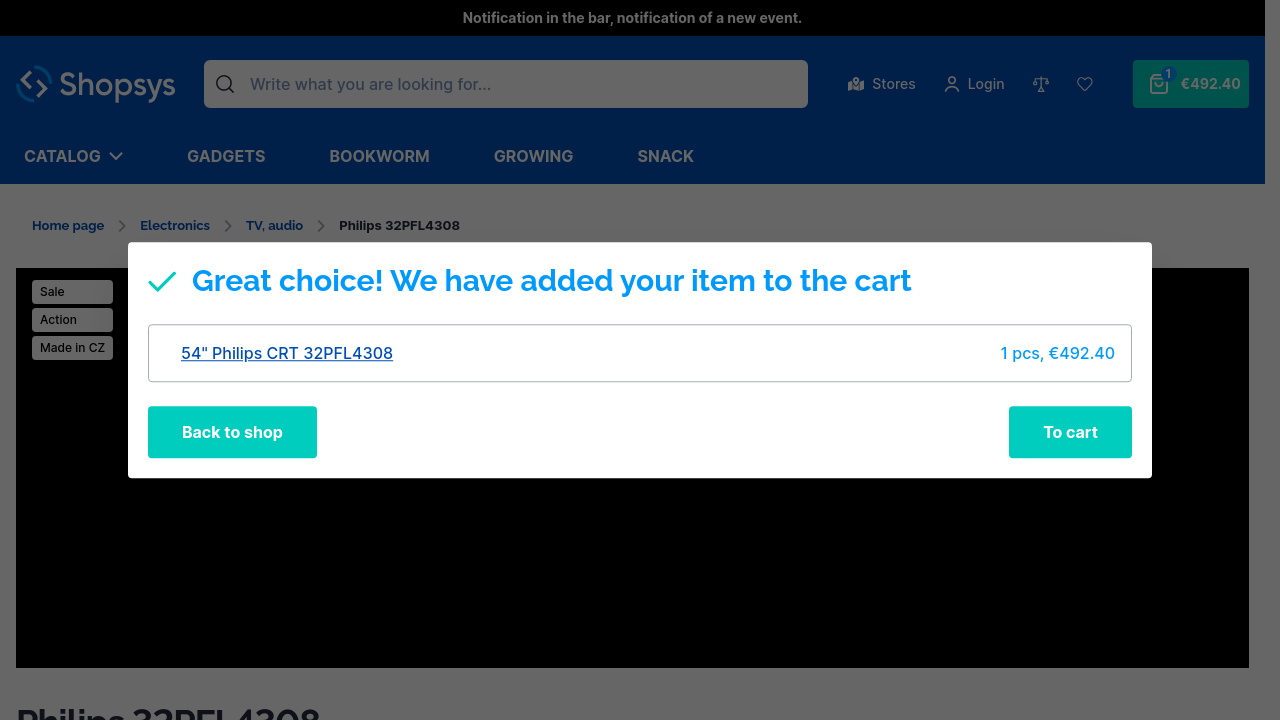 Notification in the bar, notification of a new event.
Shopsys
Write what you are looking for...
Stores
Login
1
€492.40
CATALOG
GADGETS
BOOKWORM
GROWING
SNACK
Home page
Electronics
TV, audio
Philips 32PFL4308
Sale
Action
Made in CZ
Great choice! We have added your item to the cart
54" Philips CRT 32PFL4308
1 pcs, €492.40
Back to shop
To cart
Philips 32PFL4308